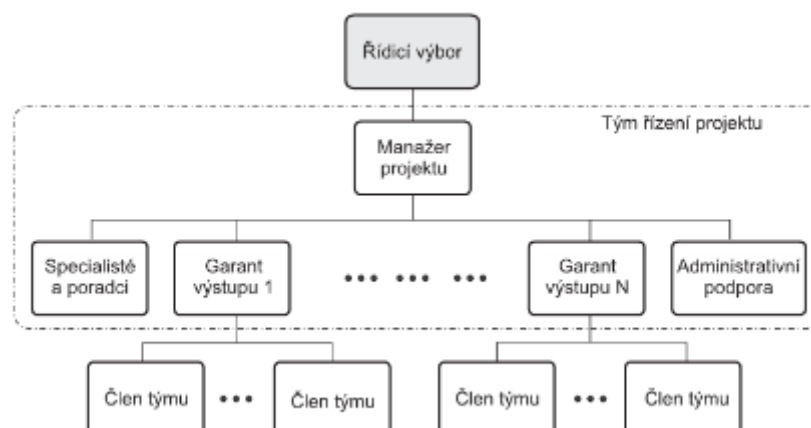 Řídicí výbor
Tým řízení projektu
Manažer
projektu
Specialisté
a poradci
Garant
výstupu 1
••• ••• •••
Garant
výstupu N
Administrativní
podpora
Člen týmu
•••
Člen týmu
Člen týmu
•••
Člen týmu